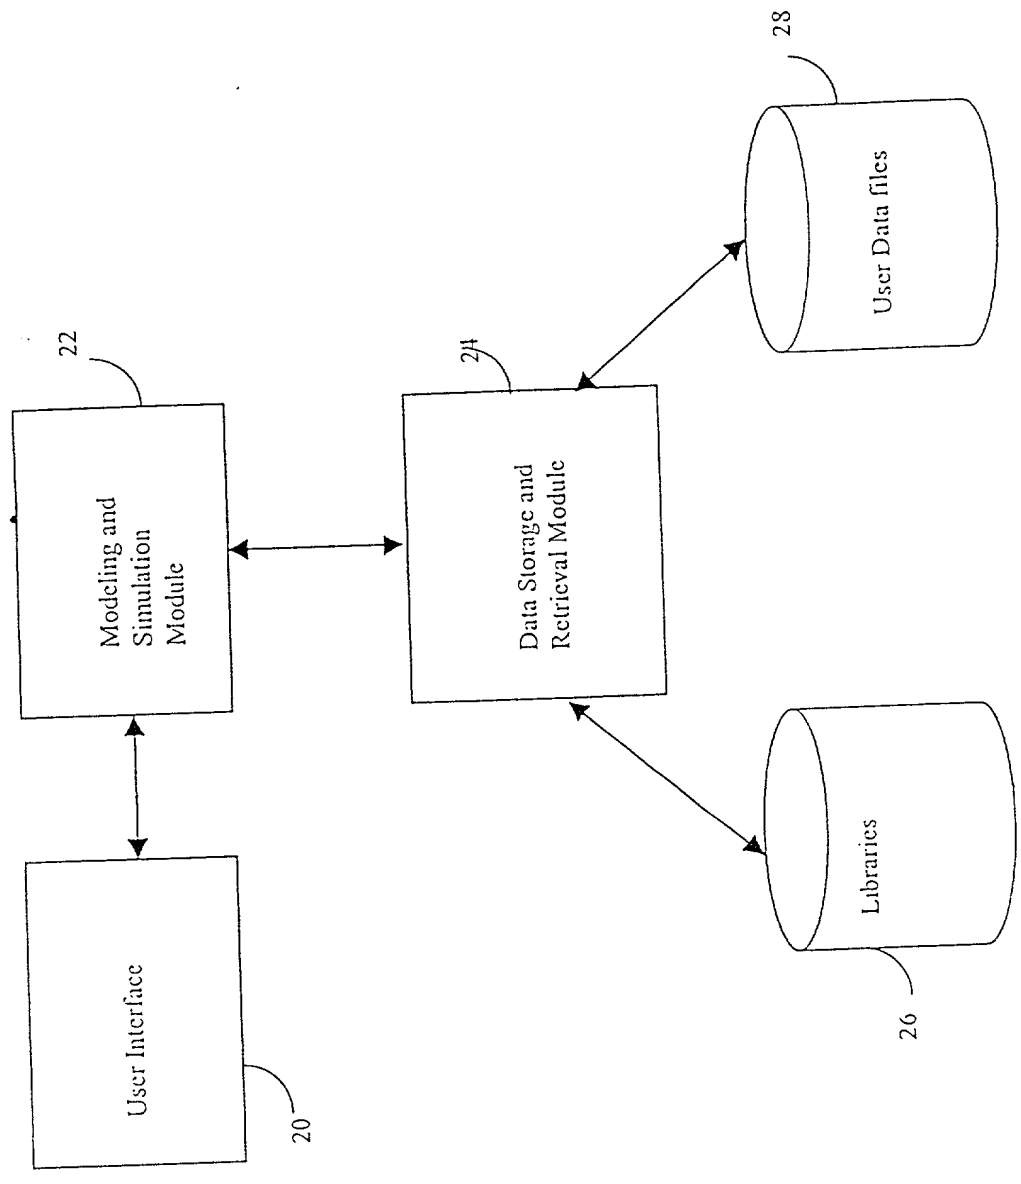 User Interface
20
Modeling and
Simulation
Module
22
Data Storage and
Retrieval Module
24
Libraries
26
User Data files
28